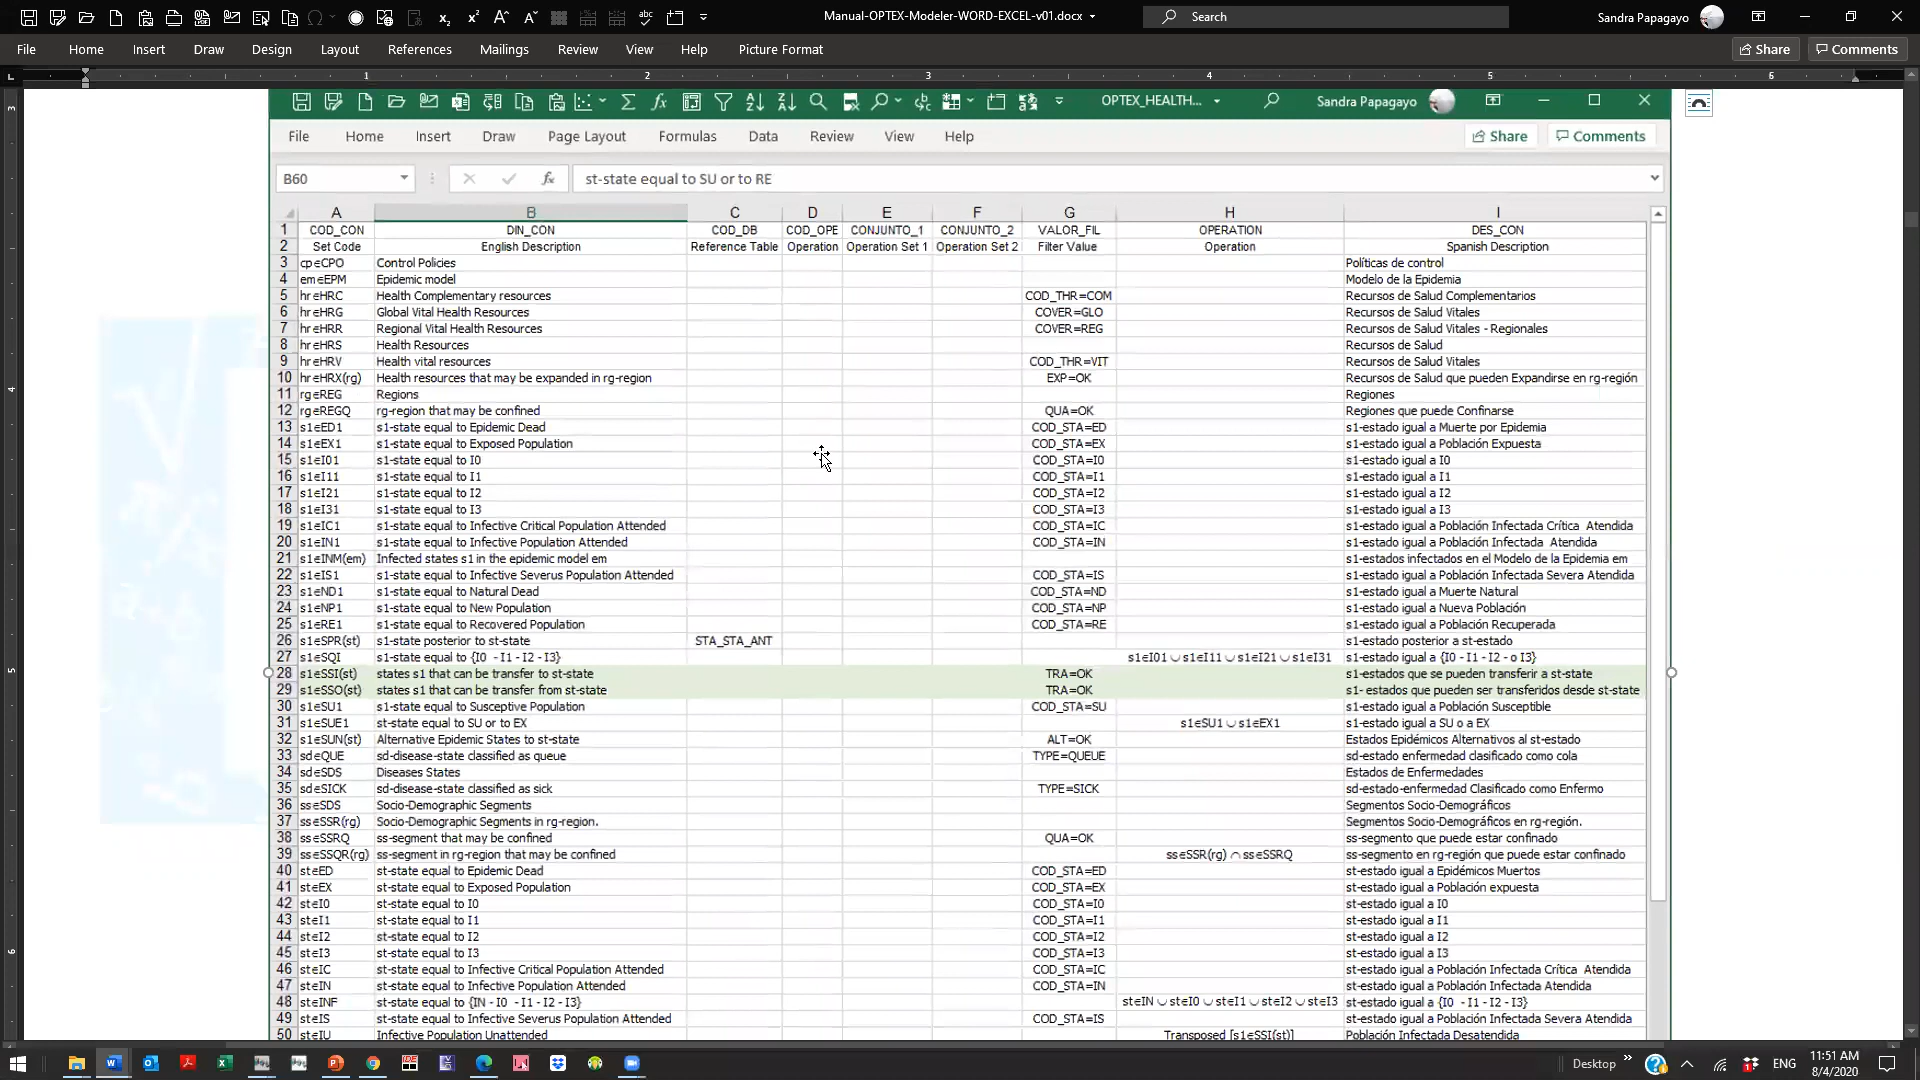 Manual-OPTEX-Modeler-WORD-EXCEL-v01.docx Search Sandra Papagayo
File Home Insert Draw Design Layout References Mailings Review View Help Picture Format Share Comments
1 2 3 4 5 6
OPTEX_HEALTH... Sandra Papagayo
File Home Insert Draw Page Layout Formulas Data Review View Help Share Comments
B60 fx st-state equal to SU or to RE
A B C D E F G H I
1 COD_CON DIN_CON COD_DB COD_OPE CONJUNTO_1 CONJUNTO_2 VALOR_FIL OPERATION DES_CON
2 Set Code English Description Reference Table Operation Operation Set 1 Operation Set 2 Filter Value Operation Spanish Description
3 cp∈CPO Control Policies Políticas de control
4 em∈EPM Epidemic model Modelo de la Epidemia
5 hr∈HRC Health Complementary resources COD_THR=COM Recursos de Salud Complementarios
6 hr∈HRG Global Vital Health Resources COVER=GLO Recursos de Salud Vitales
7 hr∈HRR Regional Vital Health Resources COVER=REG Recursos de Salud Vitales - Regionales
8 hr∈HRS Health Resources Recursos de Salud
9 hr∈HRV Health vital resources COD_THR=VIT Recursos de Salud Vitales
10 hr∈HRX(rg) Health resources that may be expanded in rg-region EXP=OK Recursos de Salud que pueden Expandirse en rg-región
11 rg∈REG Regions Regiones
12 rg∈REGQ rg-region that may be confined QUA=OK Regiones que puede Confinarse
13 s1∈ED1 s1-state equal to Epidemic Dead COD_STA=ED s1-estado igual a Muerte por Epidemia
14 s1∈EX1 s1-state equal to Exposed Population COD_STA=EX s1-estado igual a Población Expuesta
15 s1∈I01 s1-state equal to I0 COD_STA=I0 s1-estado igual a I0
16 s1∈I11 s1-state equal to I1 COD_STA=I1 s1-estado igual a I1
17 s1∈I21 s1-state equal to I2 COD_STA=I2 s1-estado igual a I2
18 s1∈I31 s1-state equal to I3 COD_STA=I3 s1-estado igual a I3
19 s1∈IC1 s1-state equal to Infective Critical Population Attended COD_STA=IC s1-estado igual a Población Infectada Crítica Atendida
20 s1∈IN1 s1-state equal to Infective Population Attended COD_STA=IN s1-estado igual a Población Infectada Atendida
21 s1∈INM(em) Infected states s1 in the epidemic model em s1-estados infectados en el Modelo de la Epidemia em
22 s1∈IS1 s1-state equal to Infective Severus Population Attended COD_STA=IS s1-estado igual a Población Infectada Severa Atendida
23 s1∈ND1 s1-state equal to Natural Dead COD_STA=ND s1-estado igual a Muerte Natural
24 s1∈NP1 s1-state equal to New Population COD_STA=NP s1-estado igual a Nueva Población
25 s1∈RE1 s1-state equal to Recovered Population COD_STA=RE s1-estado igual a Población Recuperada
26 s1∈SPR(st) s1-state posterior to st-state STA_STA_ANT s1-estado posterior a st-estado
27 s1∈SQI s1-state equal to {I0 - I1 - I2 - I3} s1∈I01 ∪ s1∈I11 ∪ s1∈I21 ∪ s1∈I31 s1-estado igual a {I0 - I1 - I2 - o I3}
28 s1∈SSI(st) states s1 that can be transfer to st-state TRA=OK s1-estados que se pueden transferir a st-state
29 s1∈SSO(st) states s1 that can be transfer from st-state TRA=OK s1- estados que pueden ser transferidos desde st-state
30 s1∈SU1 s1-state equal to Susceptive Population COD_STA=SU s1-estado igual a Población Susceptible
31 s1∈SUE1 st-state equal to SU or to EX s1∈SU1 ∪ s1∈EX1 s1-estado igual a SU o a EX
32 s1∈SUN(st) Alternative Epidemic States to st-state ALT=OK Estados Epidémicos Alternativos al st-estado
33 sd∈QUE sd-disease-state classified as queue TYPE=QUEUE sd-estado enfermedad clasificado como cola
34 sd∈SDS Diseases States Estados de Enfermedades
35 sd∈SICK sd-disease-state classified as sick TYPE=SICK sd-estado-enfermedad Clasificado como Enfermo
36 ss∈SDS Socio-Demographic Segments Segmentos Socio-Demográficos
37 ss∈SSR(rg) Socio-Demographic Segments in rg-region. Segmentos Socio-Demográficos en rg-región.
38 ss∈SSRQ ss-segment that may be confined QUA=OK ss-segmento que puede estar confinado
39 ss∈SSQR(rg) ss-segment in rg-region that may be confined ss∈SSR(rg) ∩ ss∈SSRQ ss-segmento en rg-región que puede estar confinado
40 st∈ED st-state equal to Epidemic Dead COD_STA=ED st-estado igual a Epidémicos Muertos
41 st∈EX st-state equal to Exposed Population COD_STA=EX st-estado igual a Población expuesta
42 st∈I0 st-state equal to I0 COD_STA=I0 st-estado igual a I0
43 st∈I1 st-state equal to I1 COD_STA=I1 st-estado igual a I1
44 st∈I2 st-state equal to I2 COD_STA=I2 st-estado igual a I2
45 st∈I3 st-state equal to I3 COD_STA=I3 st-estado igual a I3
46 st∈IC st-state equal to Infective Critical Population Attended COD_STA=IC st-estado igual a Población Infectada Crítica Atendida
47 st∈IN st-state equal to Infective Population Attended COD_STA=IN st-estado igual a Población Infectada Atendida
48 st∈INF st-state equal to {IN - I0 - I1 - I2 - I3} st∈IN ∪ st∈I0 ∪ st∈I1 ∪ st∈I2 ∪ st∈I3 st-estado igual a {I0 - I1 - I2 - I3}
49 st∈IS st-state equal to Infective Severus Population Attended COD_STA=IS st-estado igual a Población Infectada Severa Atendida
50 st∈IU Infective Population Unattended Transposed [s1∈SSI(st)] Población Infectada Desatendida
Desktop ENG 11:51 AM
8/4/2020